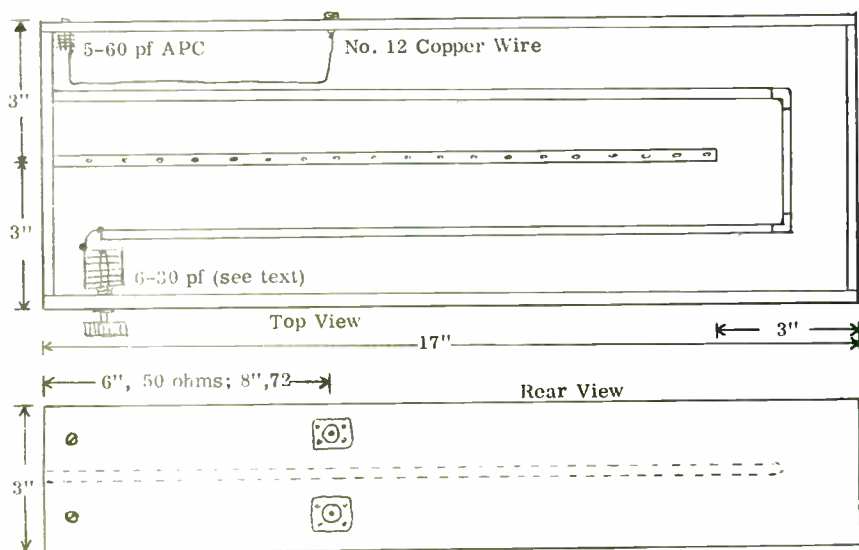 5-60 pf APC
No. 12 Copper Wire
3"
3"
6-30 pf (see text)
Top View
3"
17"
6", 50 ohms; 8",72
Rear View
3"